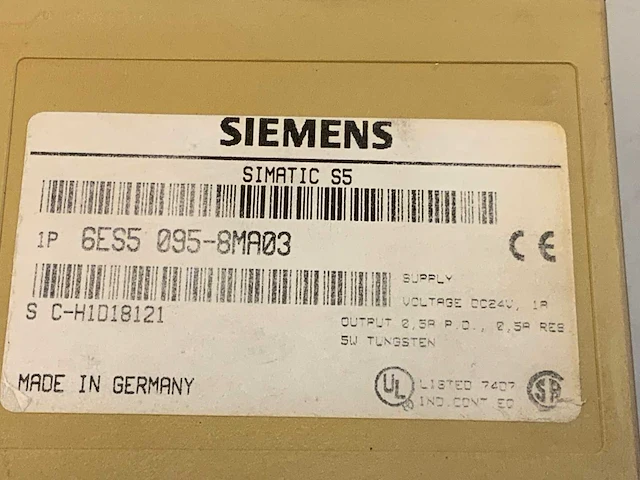 SIEMENS
SIMATIC S5
1P 6ES5 095-8MA03
CE
SUPPLY
VOLTAGE DC24V, 1A
S C-H1D18121
OUTPUT 0,5A P.D., 0,5A RES
5W TUNGSTEN
MADE IN GERMANY
UL
LISTED 74D7
IND.CONT EQ